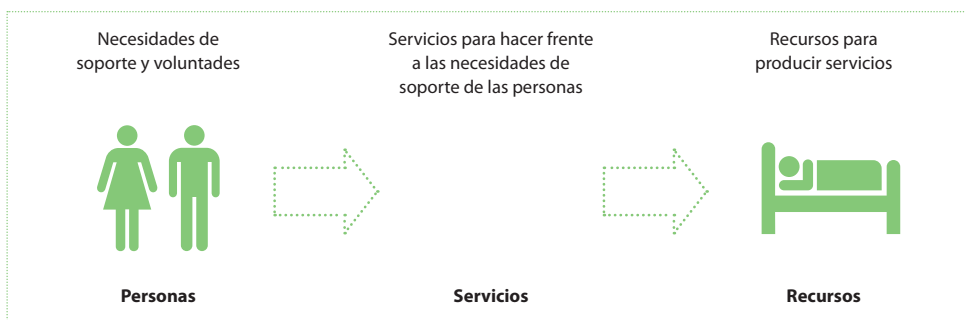 Necesidades de
soporte y voluntades
Servicios para hacer frente
a las necesidades de
soporte de las personas
Recursos para
producir servicios
Personas
Servicios
Recursos